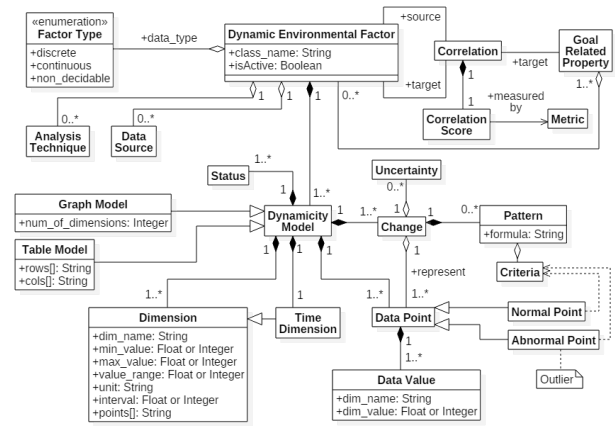 «enumeration»
Factor Type
+discrete
+continuous
+non_decidable
+data_type
Dynamic Environmental Factor
+class_name: String
+isActive: Boolean
+source
+target
Correlation
+target
Goal
Related
Property
1
1
1
0..*
1
1
1..*
Correlation
Score
+measured
by
Metric
0..*
Analysis
Technique
0..*
Data
Source
1..*
Status
1
1..*
Uncertainty
0..*
1
Graph Model
+num_of_dimensions: Integer
Dynamicity
Model
1
1..*
Change
1
0..*
Pattern
+formula: String
Table Model
+rows[]: String
+cols[]: String
1
1
1
1
+represent
Criteria
1..*
1
1..*
1..*
Dimension
+dim_name: String
+min_value: Float or Integer
+max_value: Float or Integer
+value_range: Float or Integer
+unit: String
+interval: Float or Integer
+points[]: String
Time
Dimension
Data Point
Normal Point
Abnormal Point
1
1..*
Outlier
Data Value
+dim_name: String
+dim_value: Float or Integer